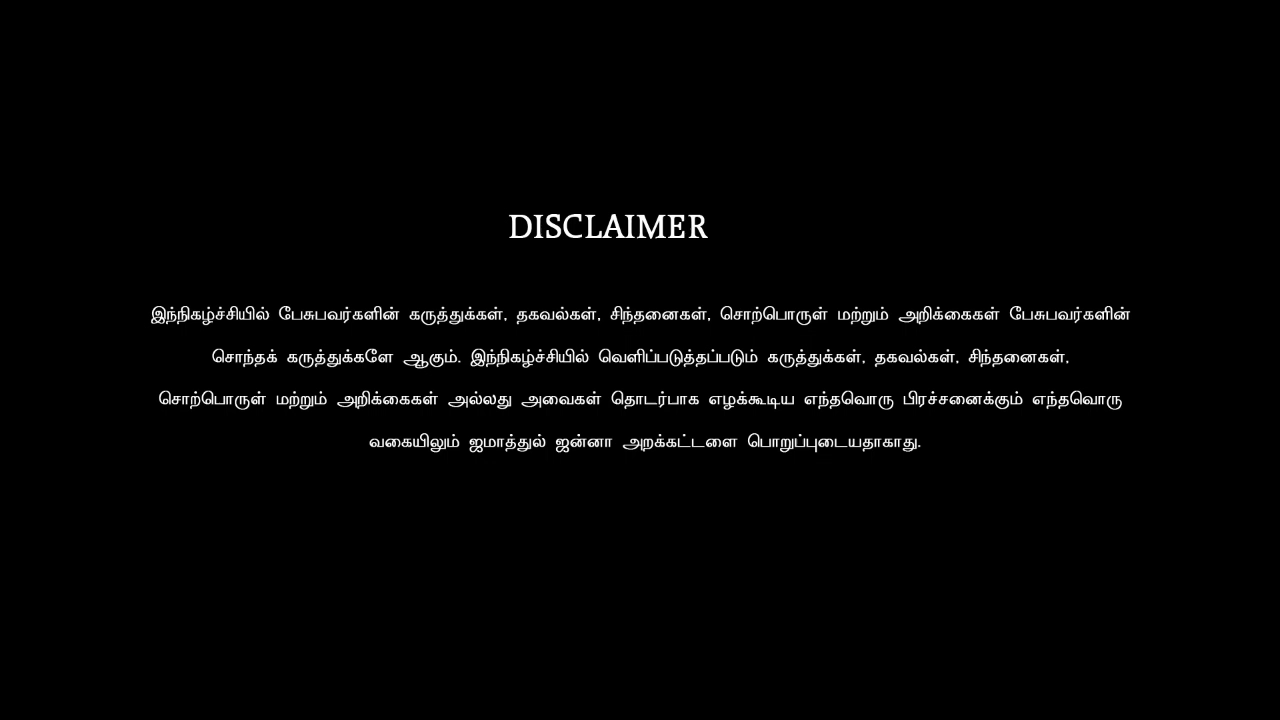 DISCLAIMER
இந்நிகழ்ச்சியில் பேசுபவர்களின் கருத்துக்கள், தகவல்கள், சிந்தனைகள், சொற்பொருள் மற்றும் அறிக்கைகள் பேசுபவர்களின்
சொந்தக் கருத்துக்களே ஆகும். இந்நிகழ்ச்சியில் வெளிப்படுத்தப்படும் கருத்துக்கள், தகவல்கள், சிந்தனைகள்,
சொற்பொருள் மற்றும் அறிக்கைகள் அல்லது அவைகள் தொடர்பாக எழக்கூடிய எந்தவொரு பிரச்சனைக்கும் எந்தவொரு
வகையிலும் ஜமாத்துல் ஜன்னா அறக்கட்டளை பொறுப்புடையதாகாது.